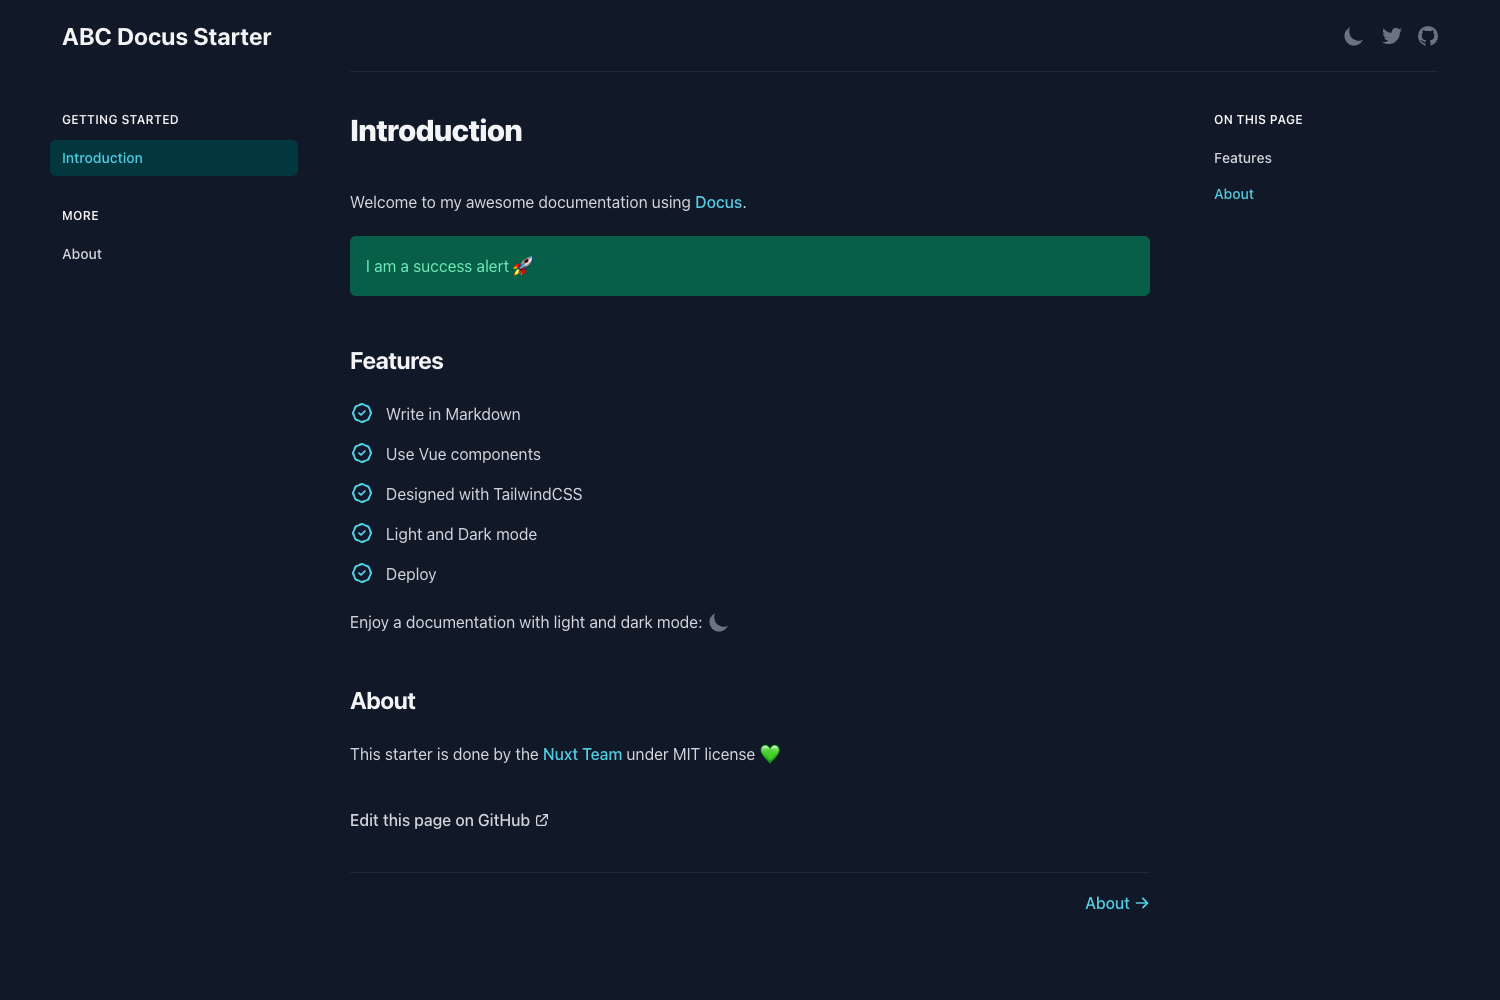 ABC Docus Starter
GETTING STARTED
Introduction
MORE
About
Introduction
Welcome to my awesome documentation using Docus.
I am a success alert 🚀
Features
Write in Markdown
Use Vue components
Designed with TailwindCSS
Light and Dark mode
Deploy
Enjoy a documentation with light and dark mode:
About
This starter is done by the Nuxt Team under MIT license 💚
Edit this page on GitHub
About →
ON THIS PAGE
Features
About